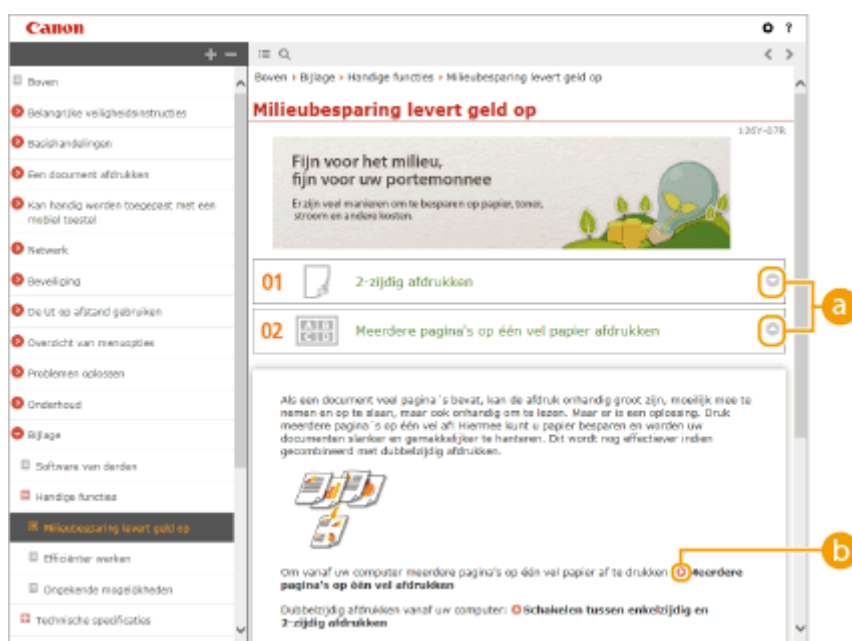 Canon
?
+ −
Boven
Belangrijke veiligheidsinstructies
Basishandelingen
Een document afdrukken
Kan handig worden toegepast met een
mobiel toestel
Netwerk
Beveiliging
De UI op afstand gebruiken
Overzicht van menuopties
Problemen oplossen
Onderhoud
Bijlage
Software van derden
Handige functies
Milieubesparing levert geld op
Efficiënter werken
Ongekende mogelijkheden
Technische specificaties
Boven Bijlage Handige functies Milieubesparing levert geld op
Milieubesparing levert geld op
136Y-07R
Fijn voor het milieu,
fijn voor uw portemonnee
Er zijn veel manieren om te besparen op papier, toner,
stroom en andere kosten.
01 2-zijdig afdrukken
a
02 A B C D Meerdere pagina's op één vel papier afdrukken
Als een document veel pagina´s bevat, kan de afdruk onhandig groot zijn, moeilijk mee te
nemen en op te slaan, maar ook onhandig om te lezen. Maar er is een oplossing. Druk
meerdere pagina´s op één vel af! Hiermee kunt u papier besparen en worden uw
documenten slanker en gemakkelijker te hanteren. Dit wordt nog effectiever indien
gecombineerd met dubbelzijdig afdrukken.
b
Om vanaf uw computer meerdere pagina's op één vel papier af te drukken Meerdere
pagina's op één vel afdrukken
Dubbelzijdig afdrukken vanaf uw computer: Schakelen tussen enkelzijdig en
2-zijdig afdrukken